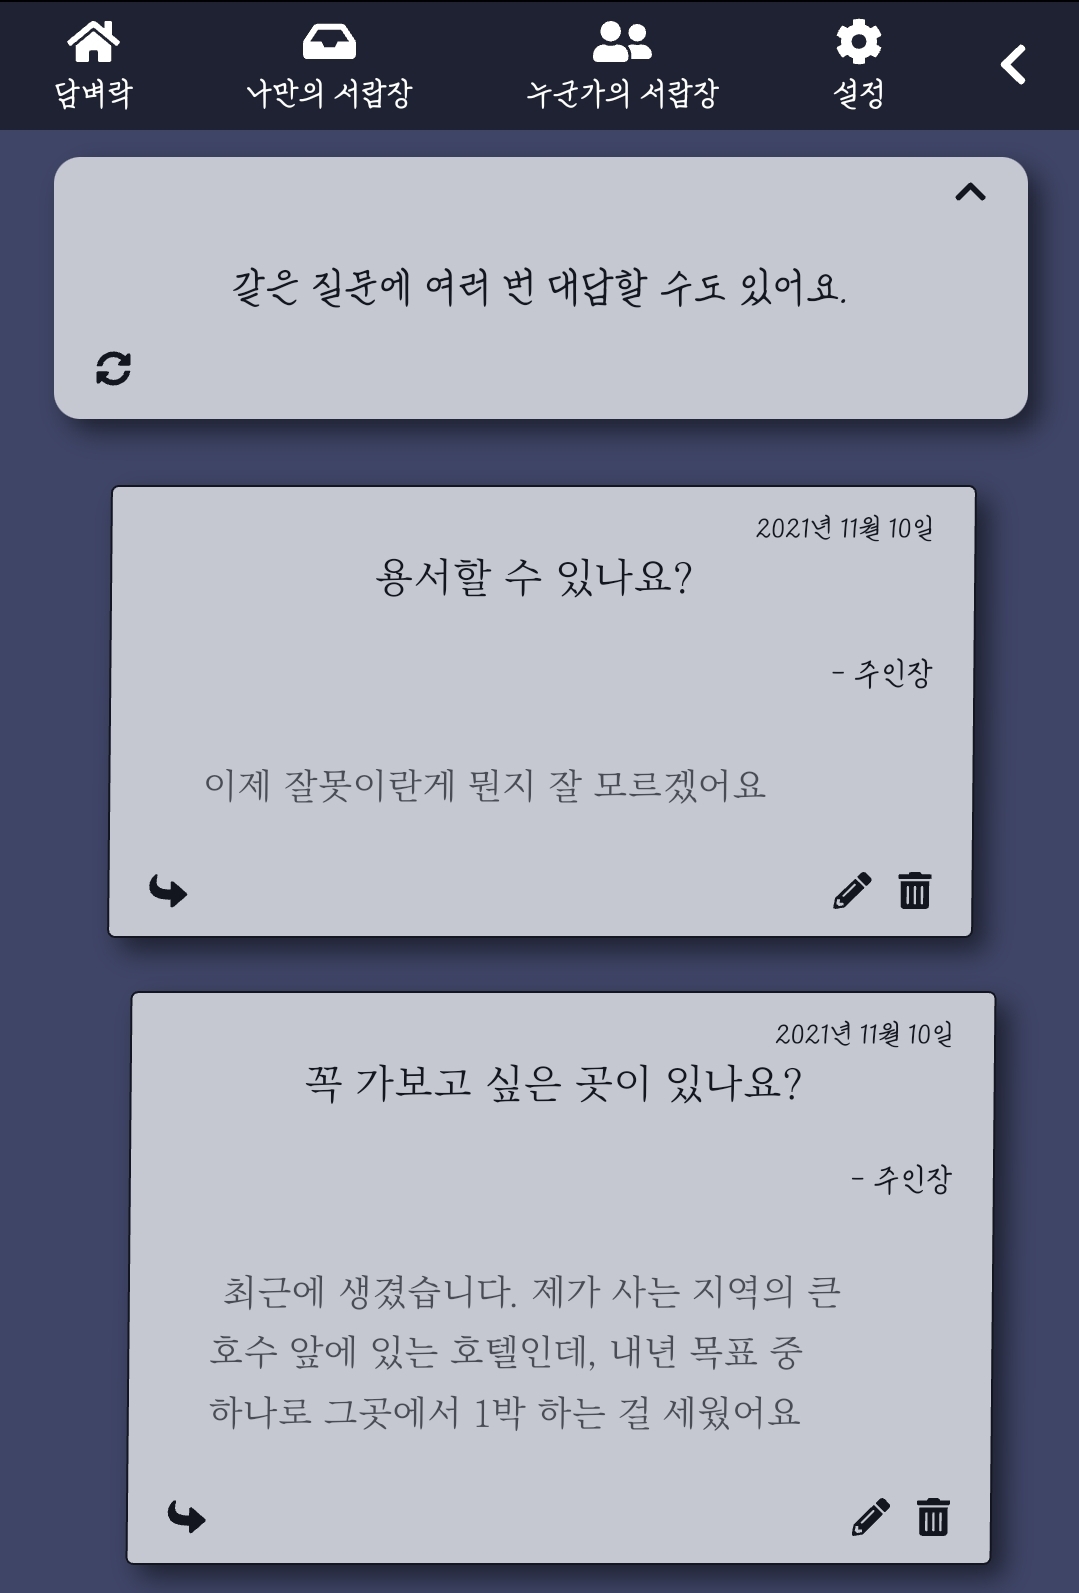 담벼락
나만의 서랍장
누군가의 서랍장
설정
같은 질문에 여러 번 대답할 수도 있어요.
2021년 11월 10일
용서할 수 있나요?
- 주인장
이제 잘못이란게 뭔지 잘 모르겠어요
2021년 11월 10일
꼭 가보고 싶은 곳이 있나요?
- 주인장
최근에 생겼습니다. 제가 사는 지역의 큰
호수 앞에 있는 호텔인데, 내년 목표 중
하나로 그곳에서 1박 하는 걸 세웠어요